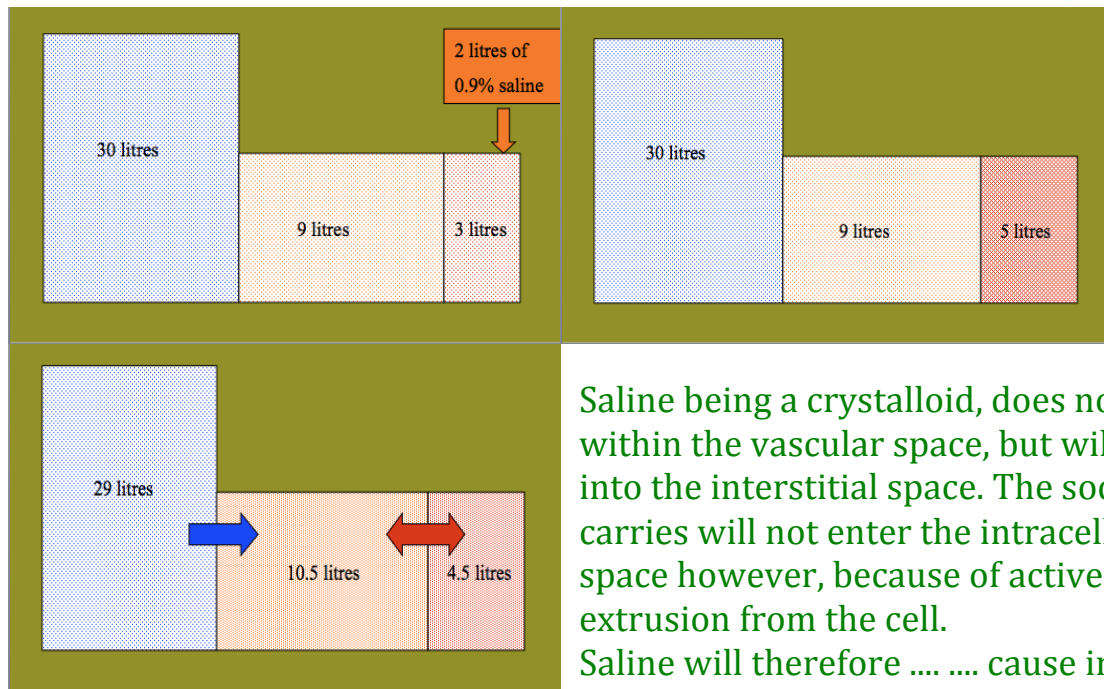 2 litres of
0.9% saline
30 litres
9 litres
3 litres
30 litres
9 litres
5 litres
29 litres
10.5 litres
4.5 litres
Saline being a crystalloid, does
within the vascular space, but
into the interstitial space. The
carries will not enter the
space however, because of active
extrusion from the cell.
Saline will therefore .... .... cause